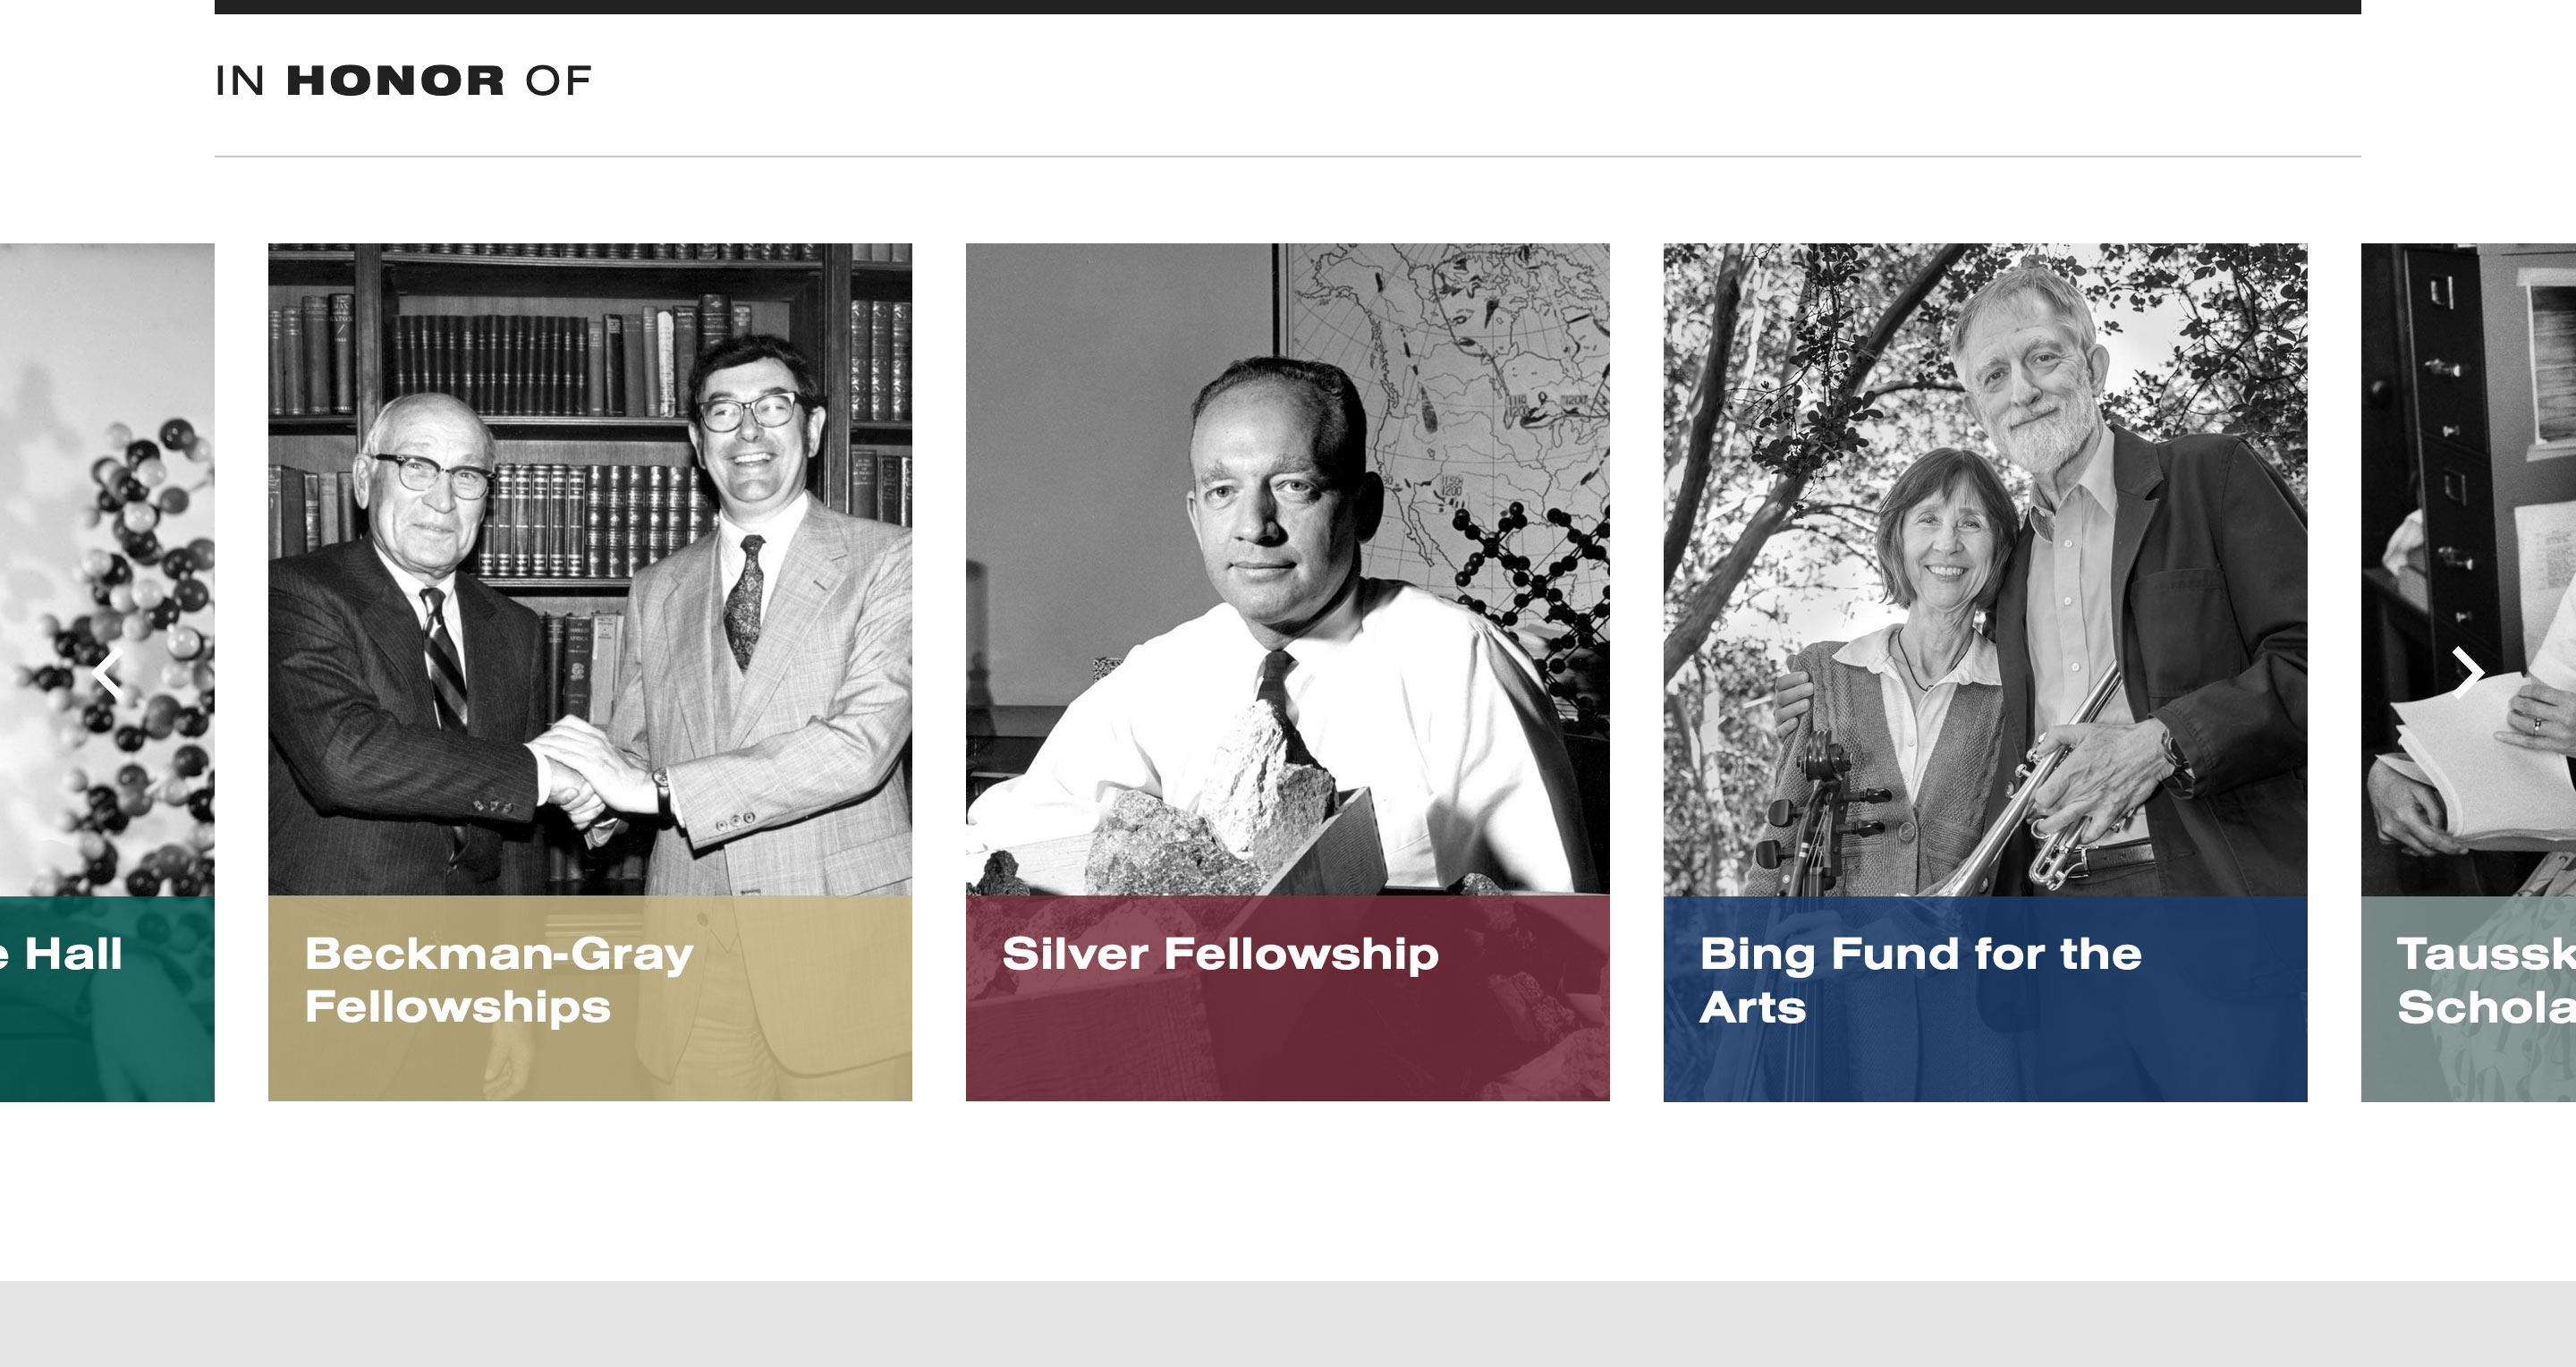 IN HONOR OF
e Hall
Beckman-Gray
Fellowships
Silver Fellowship
Bing Fund for the
Arts
Taussk
Schola